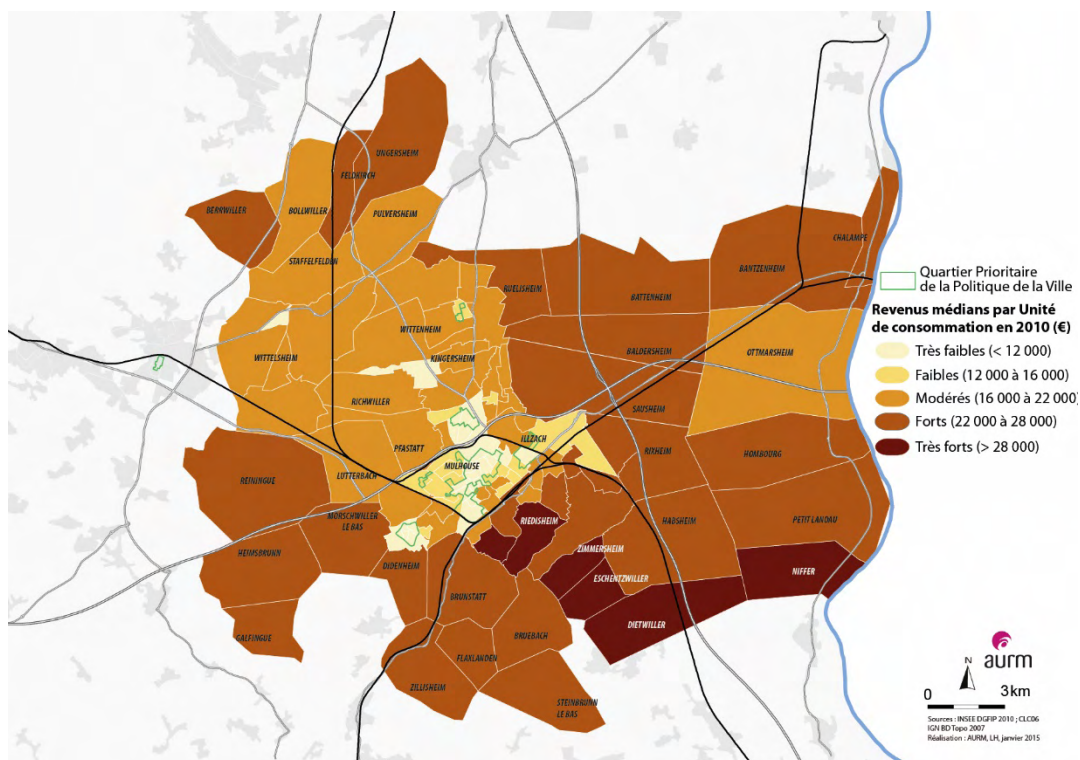 UNGERSHEIM
FELDKIRCH
BERRWILLER
BOLLWILLER
PULVERSHEIM
CHALAMPE
STAFFELFELDEN
BANTZENHEIM
RUELISHEIM
BATTENHEIM
Quartier Prioritaire
de la Politique de la Ville
Revenus médians par Unité
de consommation en 2010 (€)
Très faibles (< 12 000)
Faibles (12 000 à 16 000)
Modérés (16 000 à 22 000)
Forts (22 000 à 28 000)
Très forts (> 28 000)
WITTENHEIM
WITTELSHEIM
KINGERSHEIM
BALDERSHEIM
OTTMARSHEIM
RICHWILLER
SAUSHEIM
PFASTATT
ILLZACH
RIXHEIM
HOMBOURG
MULHOUSE
LUTTERBACH
REININGUE
MORSCHWILLER
LE BAS
RIEDISHEIM
HABSHEIM
PETIT LANDAU
HEIMSBRUNN
DIDENHEIM
ZIMMERSHEIM
ESCHENTZWILLER
NIFFER
BRUNSTATT
DIETWILLER
GALFINGUE
BRUEBACH
FLAXLANDEN
ZILLISHEIM
STEINBRUNN
LE BAS
aurm
N
0 3 km
Sources : INSEE DGFIP 2010 ; CLC06
IGN BD Topo 2007
Réalisation : AURM, LH, janvier 2015